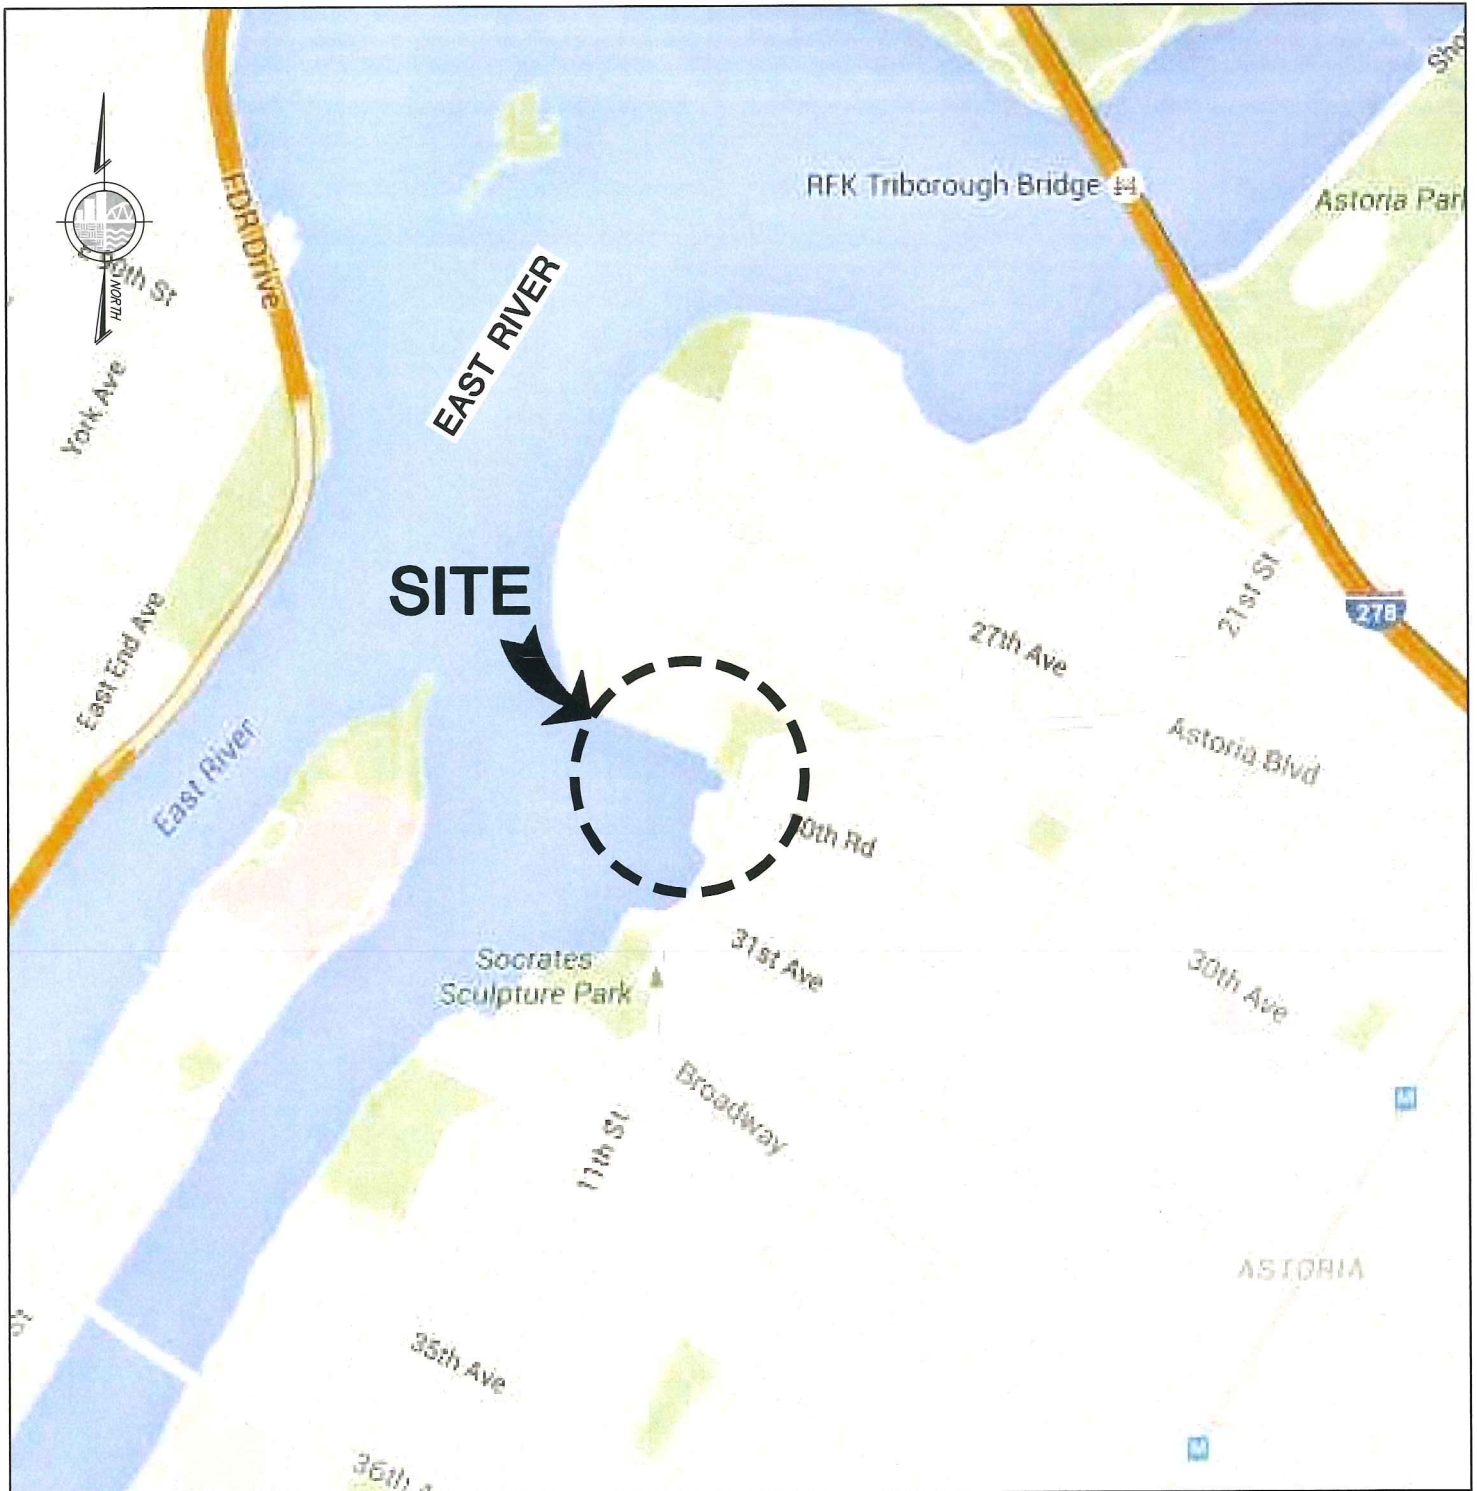 RFK Triborough Bridge
Astoria Par
FDR Drive
NORTH
EAST RIVER
York Ave
SITE
21st St
278
27th Ave
East End Ave
East River
Astoria Blvd
0th Rd
31st Ave
Socrates
Sculpture Park
30th Ave
Broadway
11th St
M
ASTORIA
35th Ave
36th
M